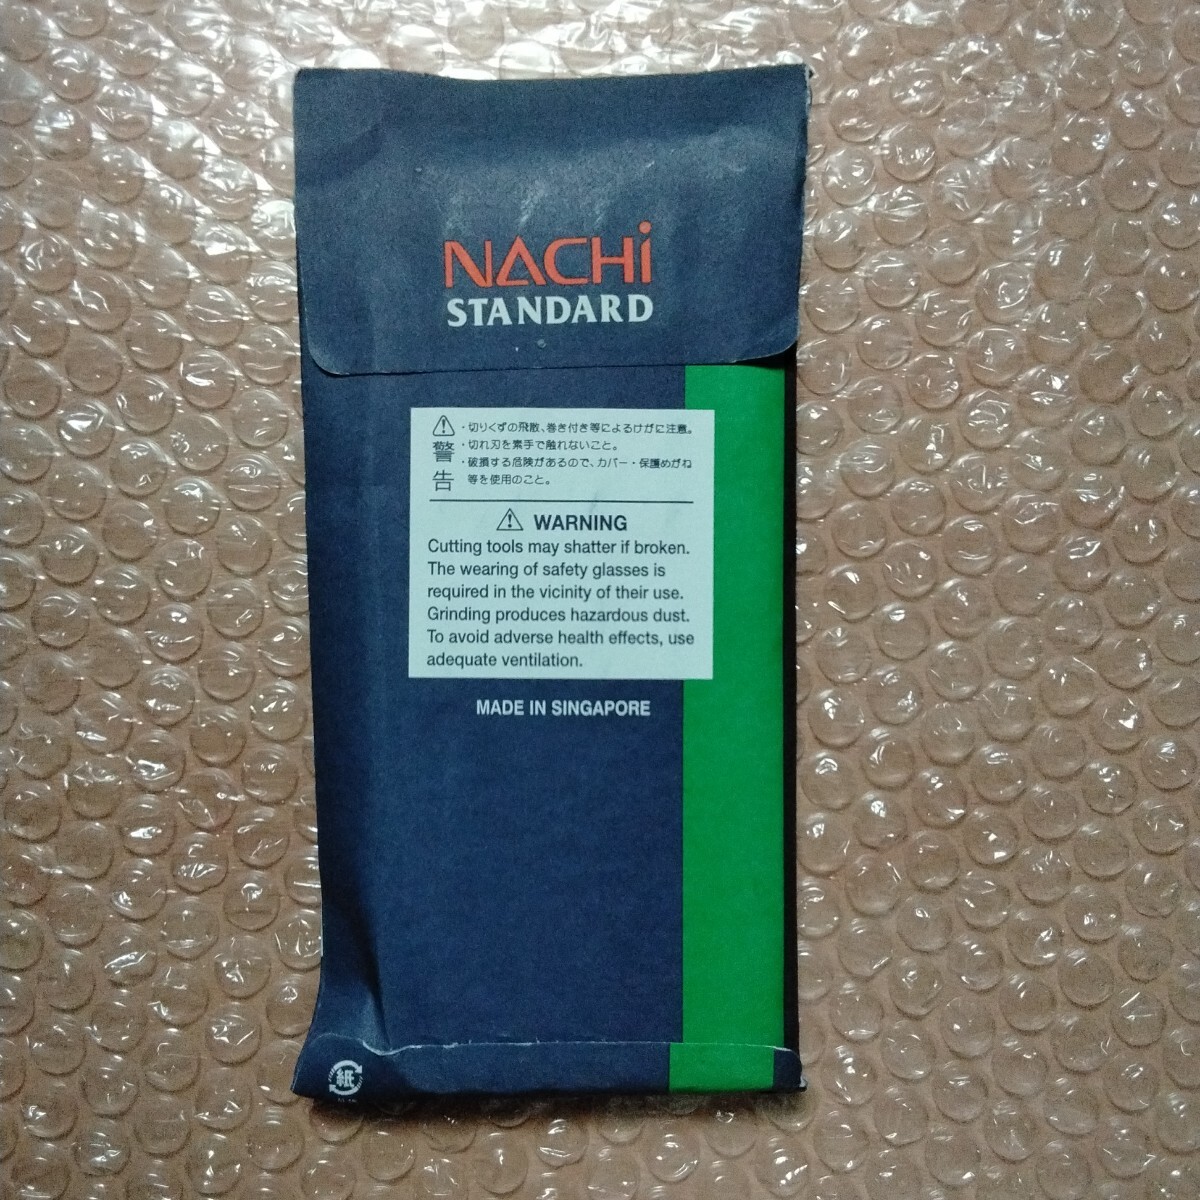 NACHi
STANDARD
警告
・切りくずの飛散、巻き付き等によるけがに注意。
・切れ刃を素手で触れないこと。
・破損する危険があるので、カバー・保護めがね
等を使用のこと。
WARNING
Cutting tools may shatter if broken.
The wearing of safety glasses is
required in the vicinity of their use.
Grinding produces hazardous dust.
To avoid adverse health effects, use
adequate ventilation.
MADE IN SINGAPORE
紙